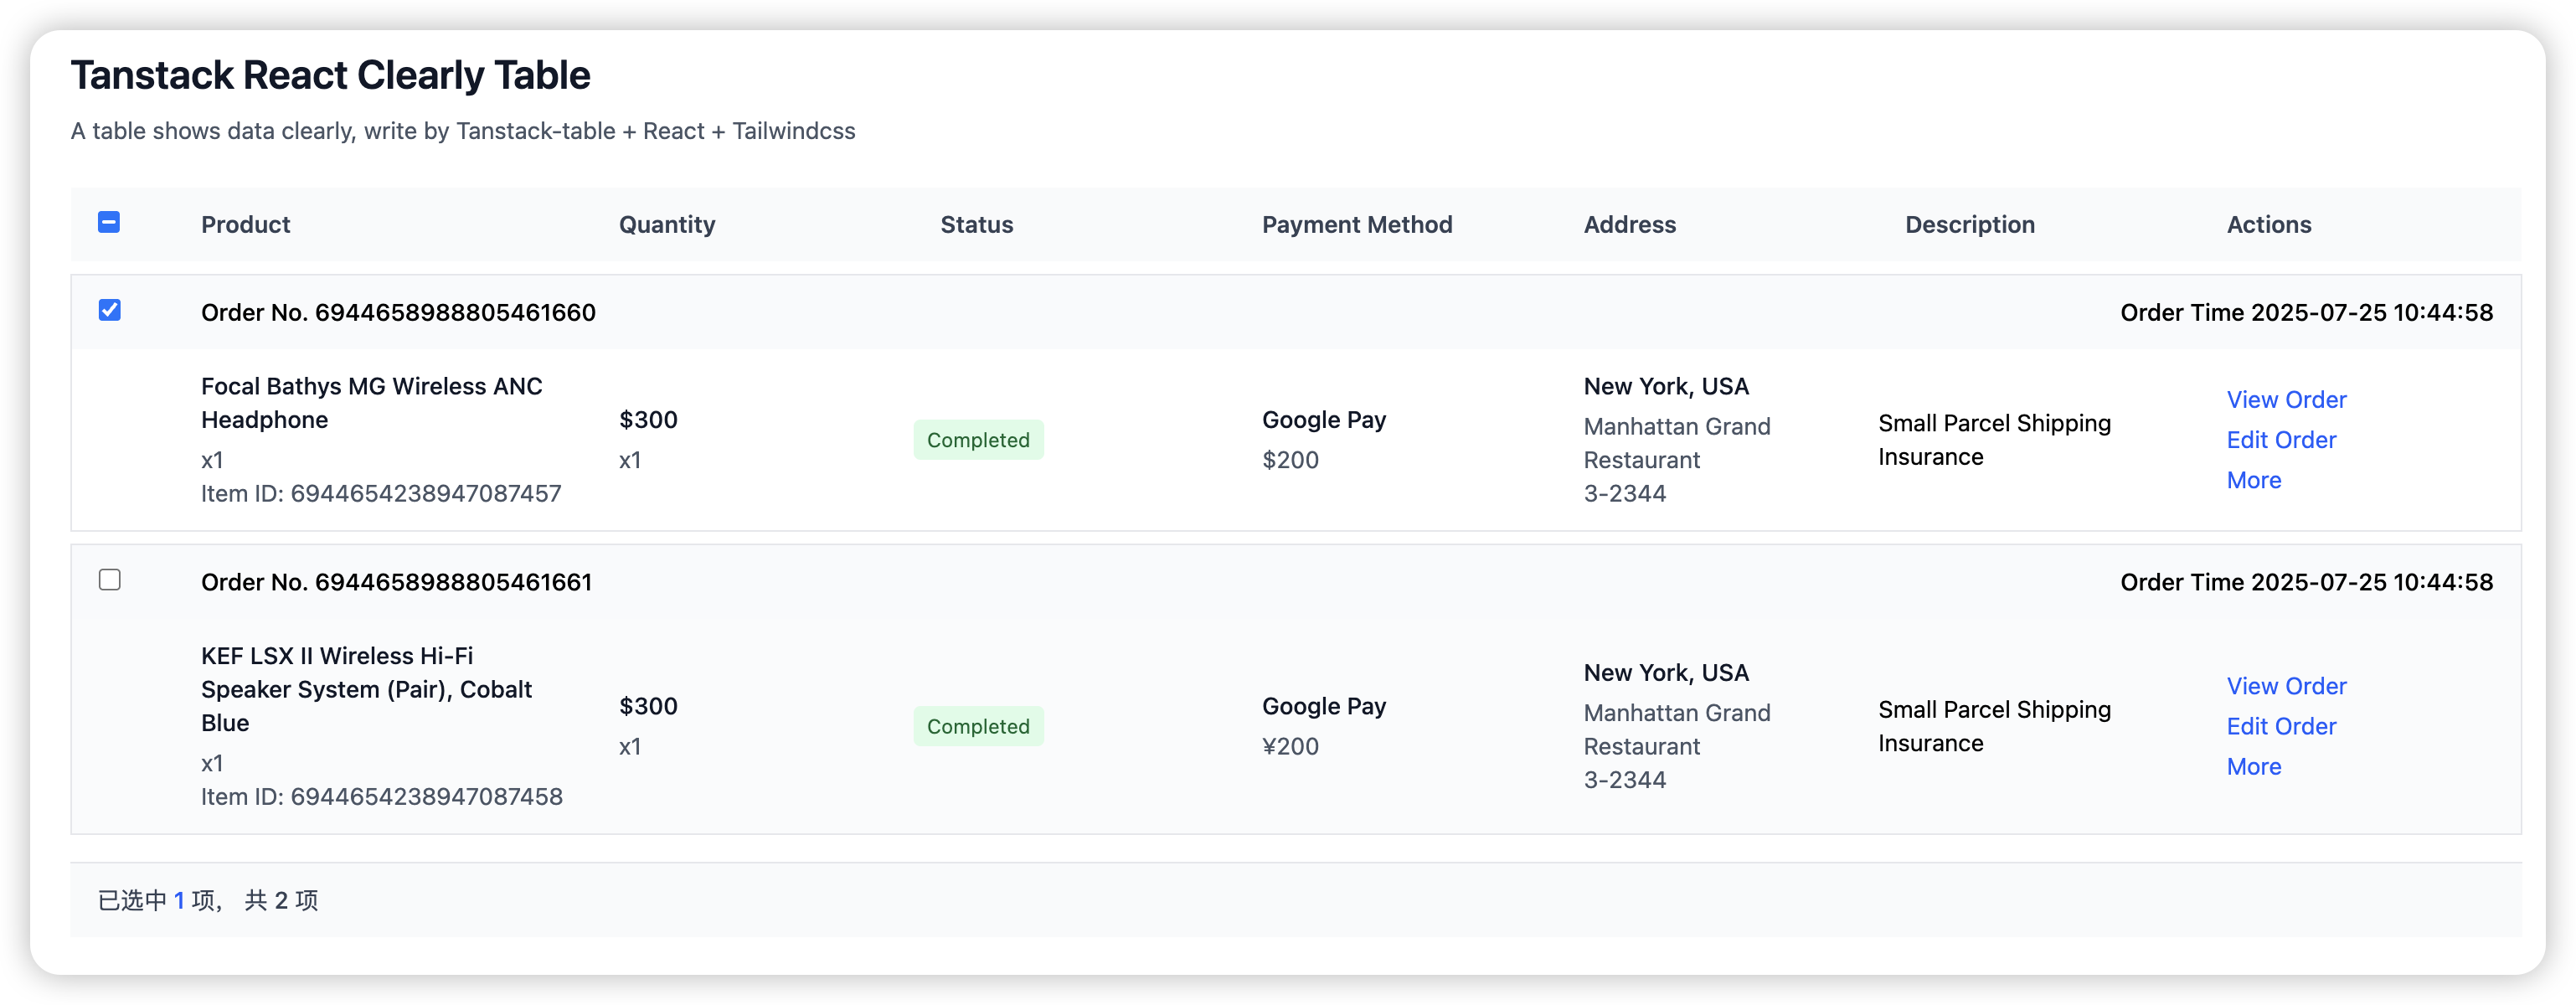 Tanstack React Clearly Table
A table shows data clearly, write by Tanstack-table + React + Tailwindcss
Product Quantity Status Payment Method Address Description Actions
Order No. 6944658988805461660 Order Time 2025-07-25 10:44:58
Focal Bathys MG Wireless ANC
Headphone
x1
Item ID: 6944654238947087457
$300
x1
Completed
Google Pay
$200
New York, USA
Manhattan Grand
Restaurant
3-2344
Small Parcel Shipping
Insurance
View Order
Edit Order
More
Order No. 6944658988805461661 Order Time 2025-07-25 10:44:58
KEF LSX II Wireless Hi-Fi
Speaker System (Pair), Cobalt
Blue
x1
Item ID: 6944654238947087458
$300
x1
Completed
Google Pay
¥200
New York, USA
Manhattan Grand
Restaurant
3-2344
Small Parcel Shipping
Insurance
View Order
Edit Order
More
已选中 1 项， 共 2 项